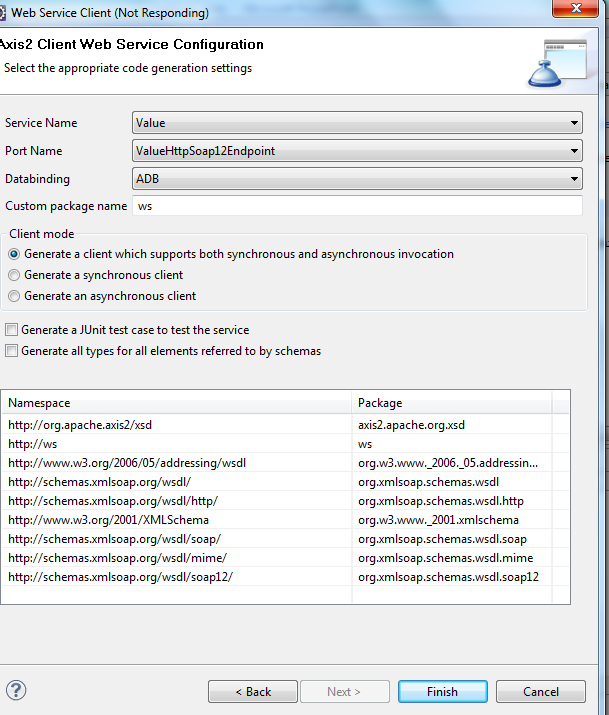 Web Service Client (Not Responding)
Axis2 Client Web Service Configuration
Select the appropriate code generation settings
Service Name Value
Port Name ValueHttpSoap12Endpoint
Databinding ADB
Custom package name ws
Client mode
Generate a client which supports both synchronous and asynchronous invocation
Generate a synchronous client
Generate an asynchronous client
Generate a JUnit test case to test the service
Generate all types for all elements referred to by schemas
Namespace Package
http://org.apache.axis2/xsd axis2.apache.org.xsd
http://ws ws
http://www.w3.org/2006/05/addressing/wsdl org.w3.www._2006._05.addressin...
http://schemas.xmlsoap.org/wsdl/ org.xmlsoap.schemas.wsdl
http://schemas.xmlsoap.org/wsdl/http/ org.xmlsoap.schemas.wsdl.http
http://www.w3.org/2001/XMLSchema org.w3.www._2001.xmlschema
http://schemas.xmlsoap.org/wsdl/soap/ org.xmlsoap.schemas.wsdl.soap
http://schemas.xmlsoap.org/wsdl/mime/ org.xmlsoap.schemas.wsdl.mime
http://schemas.xmlsoap.org/wsdl/soap12/ org.xmlsoap.schemas.wsdl.soap12
? < Back Next > Finish Cancel